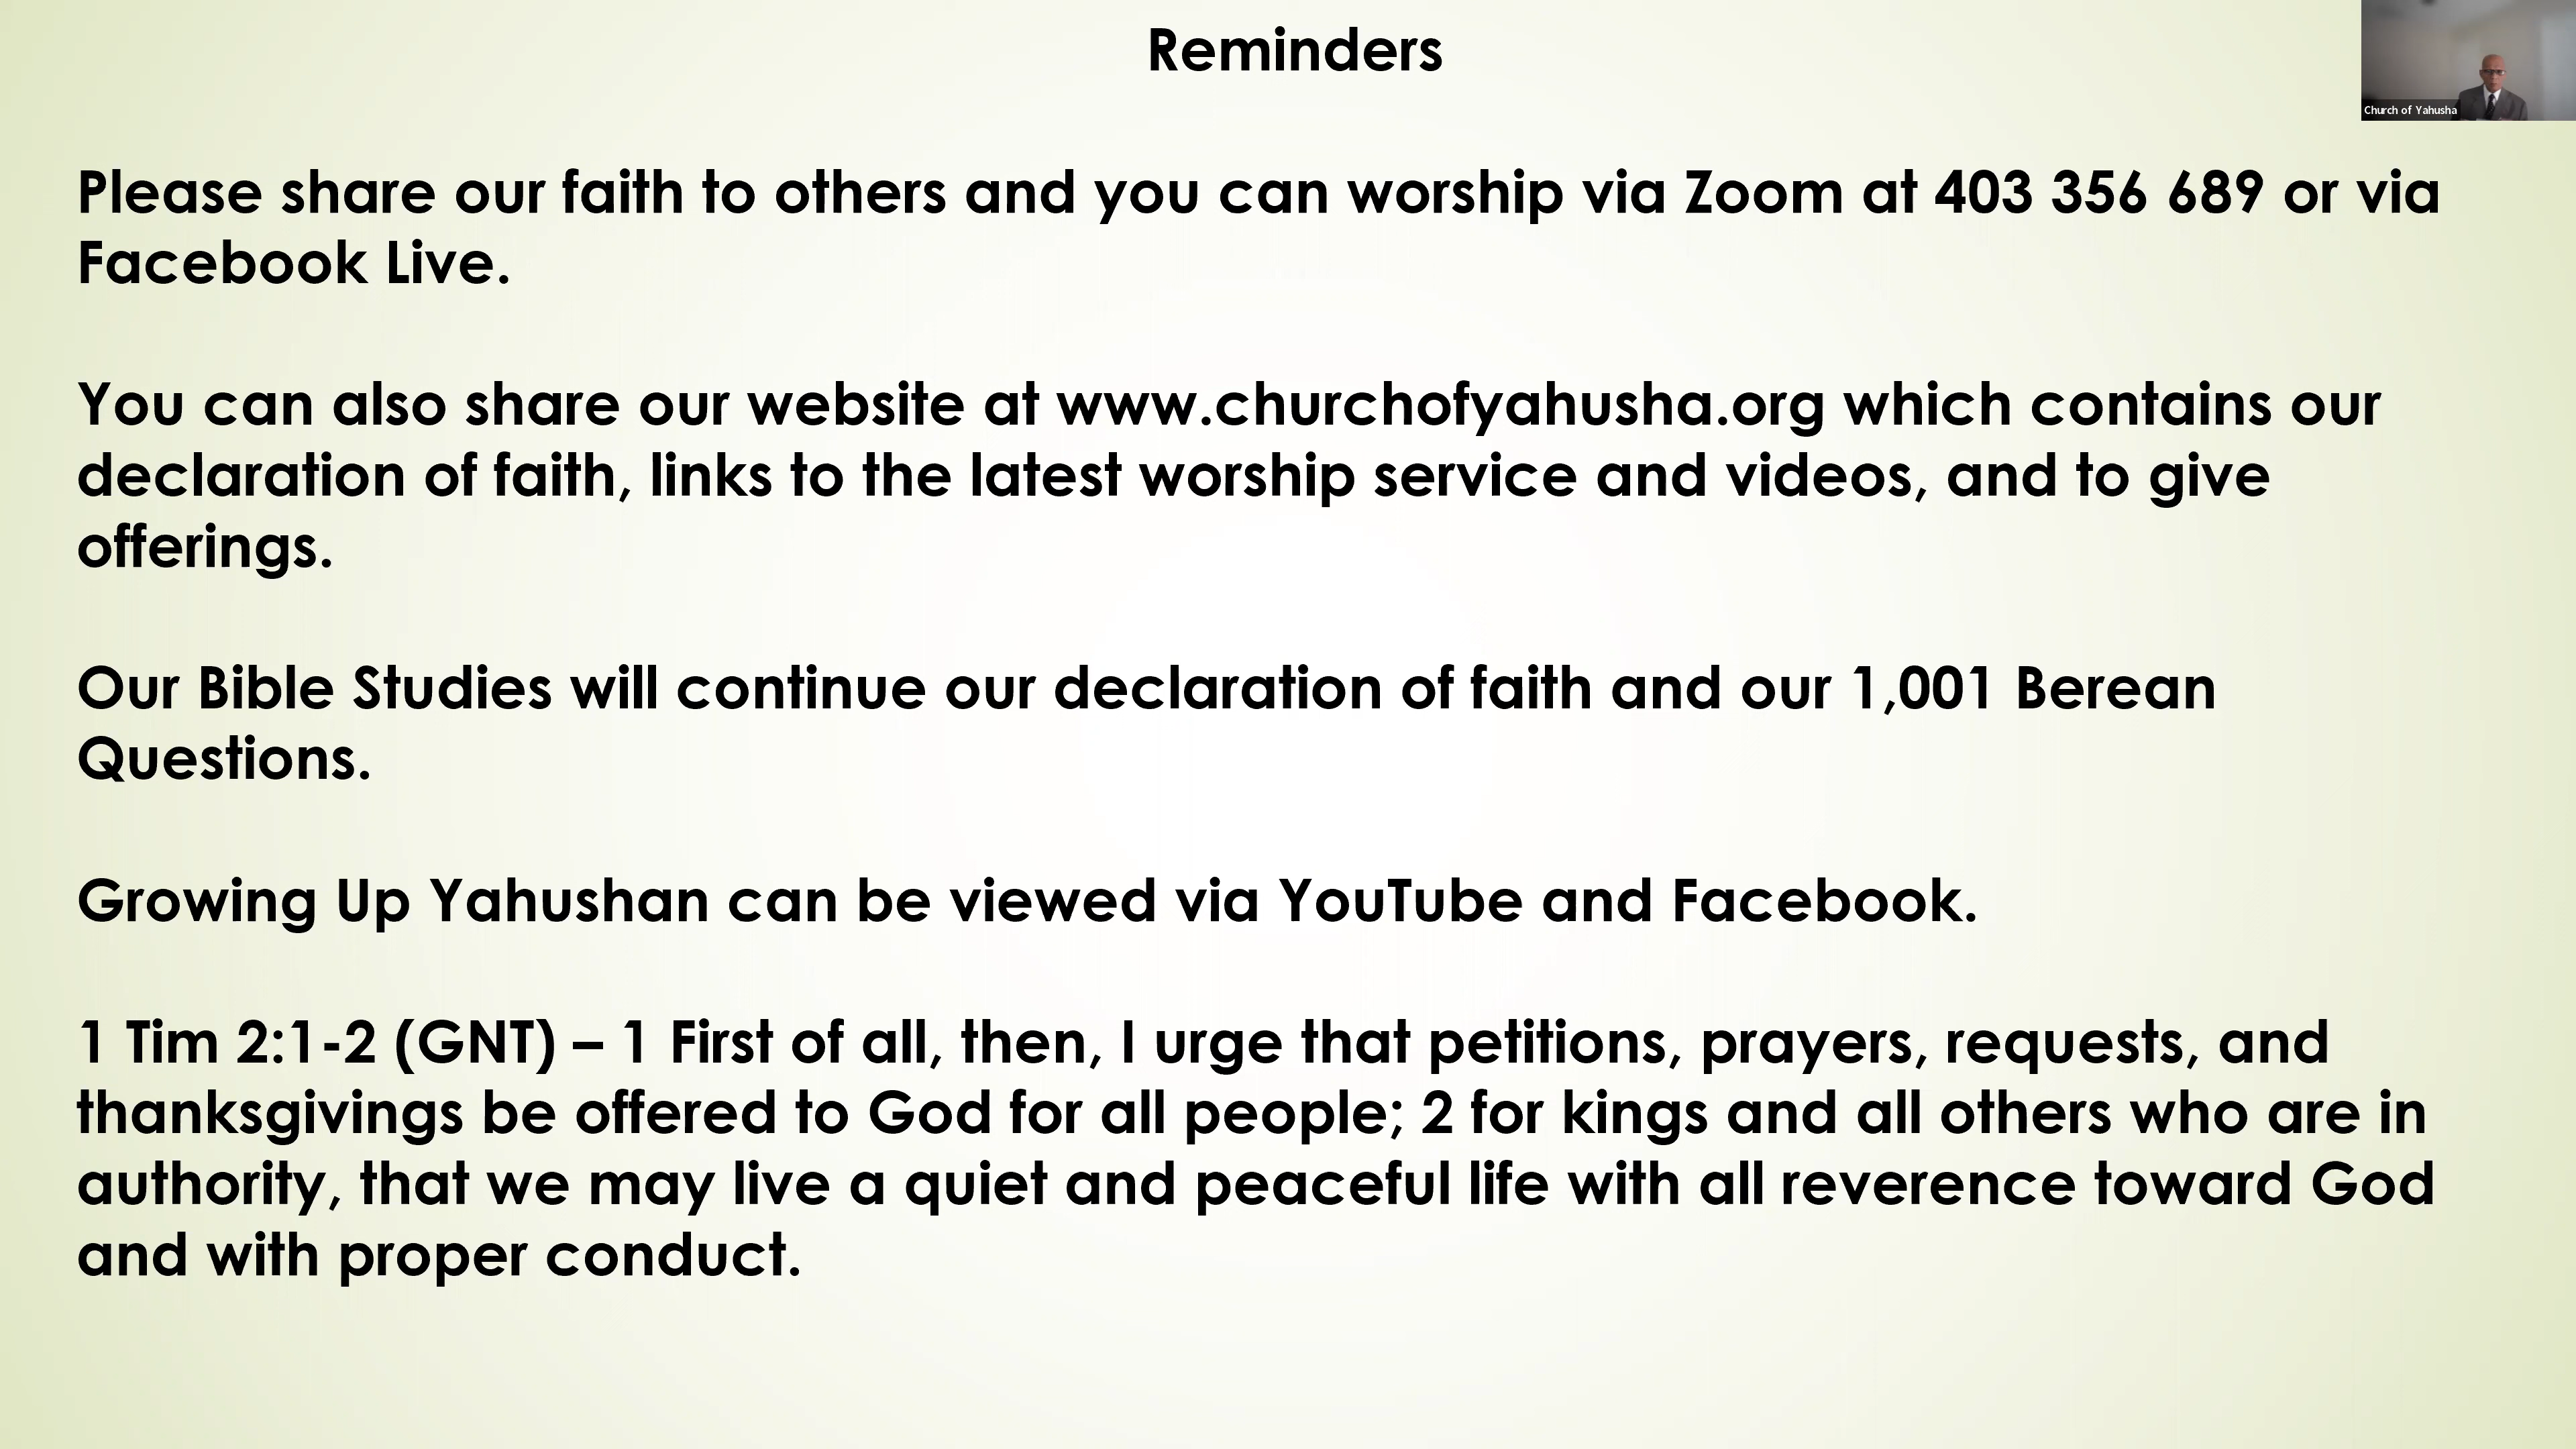 Reminders
Church of Yahusha
Please share our faith to others and you can worship via Zoom at 403 356 689 or via
Facebook Live.
You can also share our website at www.churchofyahusha.org which contains our
declaration of faith, links to the latest worship service and videos, and to give
offerings.
Our Bible Studies will continue our declaration of faith and our 1,001 Berean
Questions.
Growing Up Yahushan can be viewed via YouTube and Facebook.
1 Tim 2:1-2 (GNT) – 1 First of all, then, I urge that petitions, prayers, requests, and
thanksgivings be offered to God for all people; 2 for kings and all others who are in
authority, that we may live a quiet and peaceful life with all reverence toward God
and with proper conduct.